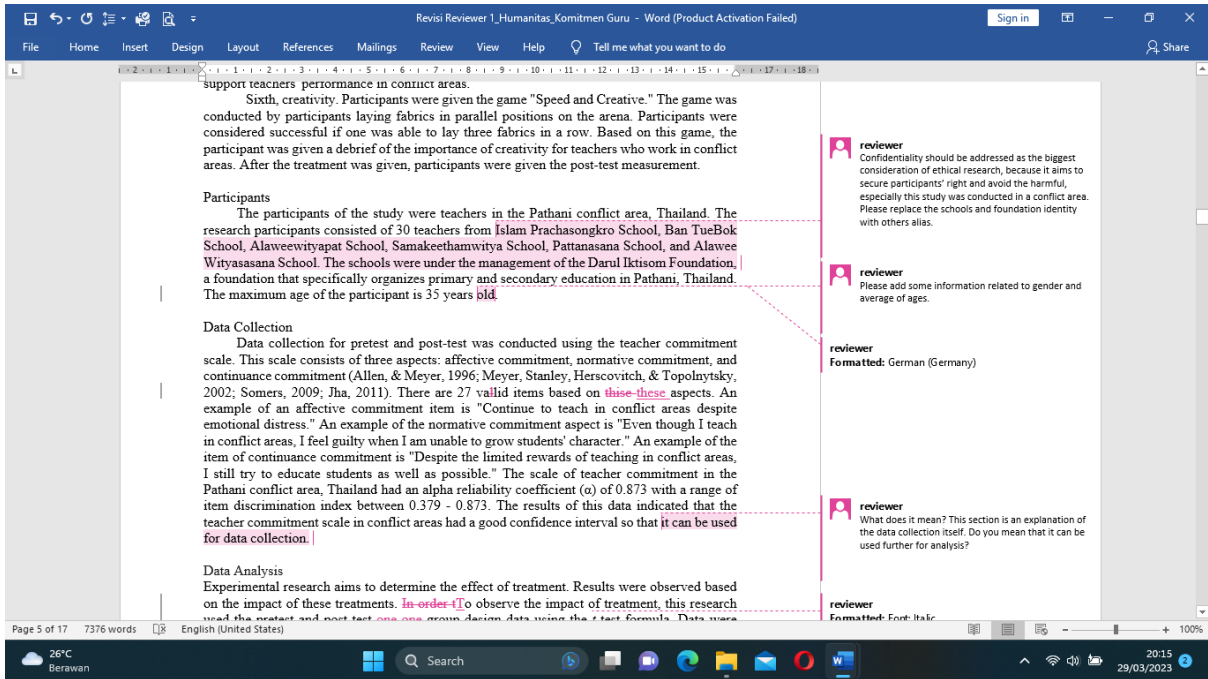 Revisi Reviewer 1_Humanitas_Komitmen Guru - Word (Product Activation Failed)
Sign in
File Home Insert Design Layout References Mailings Review View Help Tell me what you want to do
Share
support teachers' performance in conflict areas.
Sixth, creativity. Participants were given the game "Speed and Creative." The game was
conducted by participants laying fabrics in parallel positions on the arena. Participants were
considered successful if one was able to lay three fabrics in a row. Based on this game, the
participant was given a debrief of the importance of creativity for teachers who work in conflict
areas. After the treatment was given, participants were given the post-test measurement.
Participants
The participants of the study were teachers in the Pathani conflict area, Thailand. The
research participants consisted of 30 teachers from Islam Prachasongkro School, Ban TueBok
School, Alaweewityapat School, Samakeethamwitya School, Pattanasana School, and Alawee
Wityasasana School. The schools were under the management of the Darul Iktisom Foundation,
a foundation that specifically organizes primary and secondary education in Pathani, Thailand.
The maximum age of the participant is 35 years old.
Data Collection
Data collection for pretest and post-test was conducted using the teacher commitment
scale. This scale consists of three aspects: affective commitment, normative commitment, and
continuance commitment (Allen, & Meyer, 1996; Meyer, Stanley, Herscovitch, & Topolnytsky,
2002; Somers, 2009; Jha, 2011). There are 27 vallid items based on thise these aspects. An
example of an affective commitment item is "Continue to teach in conflict areas despite
emotional distress." An example of the normative commitment aspect is "Even though I teach
in conflict areas, I feel guilty when I am unable to grow students' character." An example of the
item of continuance commitment is "Despite the limited rewards of teaching in conflict areas,
I still try to educate students as well as possible." The scale of teacher commitment in the
Pathani conflict area, Thailand had an alpha reliability coefficient (α) of 0.873 with a range of
item discrimination index between 0.379 - 0.873. The results of this data indicated that the
teacher commitment scale in conflict areas had a good confidence interval so that it can be used
for data collection.
Data Analysis
Experimental research aims to determine the effect of treatment. Results were observed based
on the impact of these treatments. In order tTo observe the impact of treatment, this research
used the pretest and post-test one-one group design data using the t-test formula. Data were
reviewer
Confidentiality should be addressed as the biggest
consideration of ethical research, because it aims to
secure participants' right and avoid the harmful,
especially this study was conducted in a conflict area.
Please replace the schools and foundation identity
with others alias.
reviewer
Please add some information related to gender and
average of ages.
reviewer
Formatted: German (Germany)
reviewer
What does it mean? This section is an explanation of
the data collection itself. Do you mean that it can be
used further for analysis?
reviewer
Formatted: Font: Italic
Page 5 of 17 7376 words English (United States) 100%
26°C
Berawan
Search
20:15
29/03/2023
2